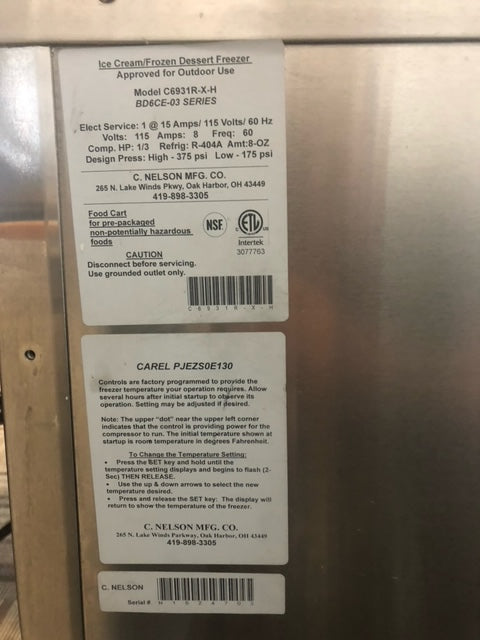 Ice Cream/Frozen Dessert Freezer
Approved for Outdoor Use
Model C6931R-X-H
BD6CE-03 SERIES
Elect Service: 1 @ 15 Amps/ 115 Volts/ 60 Hz
Volts: 115 Amps: 8 Freq: 60
Comp. HP: 1/3 Refrig: R-404A Amt:8-OZ
Design Press: High - 375 psi Low - 175 psi
C. NELSON MFG. CO.
265 N. Lake Winds Pkwy, Oak Harbor, OH 43449
419-898-3305
Food Cart
for pre-packaged
non-potentially hazardous
foods
NSF
C ETL US
Intertek
3077763
CAUTION
Disconnect before servicing.
Use grounded outlet only.
C 6 9 3 1 R - X - H
CAREL PJEZS0E130
Controls are factory programmed to provide the
freezer temperature your operation requires. Allow
several hours after initial startup to observe its
operation. Setting may be adjusted if desired.
Note: The upper "dot" near the upper left corner
indicates that the control is providing power for the
compressor to run. The initial temperature shown at
startup is room temperature in degrees Fahrenheit.
To Change the Temperature Setting:
• Press the SET key and hold until the
temperature setting displays and begins to flash (2-
Sec) THEN RELEASE.
• Use the up & down arrows to select the new
temperature desired.
• Press and release the SET key: The display will
return to show the temperature of the freezer.
C. NELSON MFG. CO.
265 N. Lake Winds Parkway, Oak Harbor, OH 43449
419-898-3305
C. NELSON
Serial #